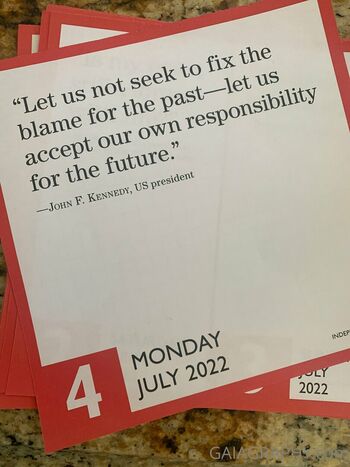 “Let us not seek to fix the
blame for the past—let us
accept our own responsibility
for the future.”
—John F. Kennedy, US president
4
MONDAY
JULY 2022
JULY
2022